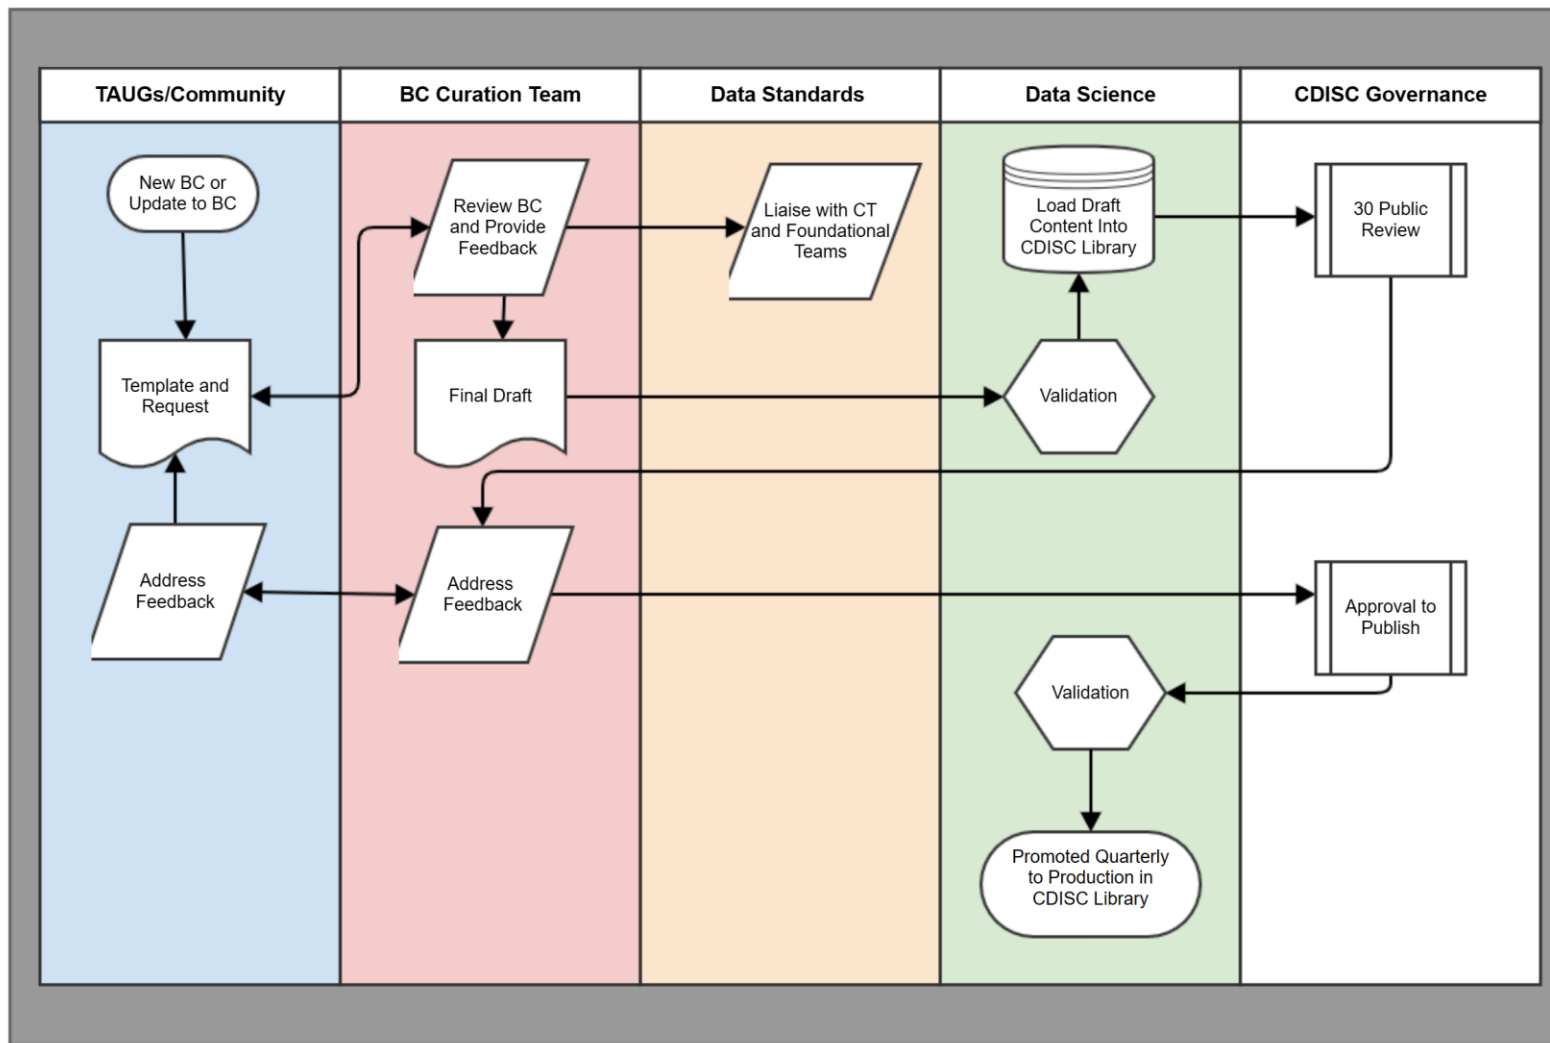 TAUGs/Community
BC Curation Team
Data Standards
Data Science
CDISC Governance
New BC or
Update to BC
Review BC
and Provide
Feedback
Liaise with CT
and Foundational
Teams
Load Draft
Content Into
CDISC Library
30 Public
Review
Template and
Request
Final Draft
Validation
Address
Feedback
Address
Feedback
Approval to
Publish
Validation
Promoted Quarterly
to Production in
CDISC Library